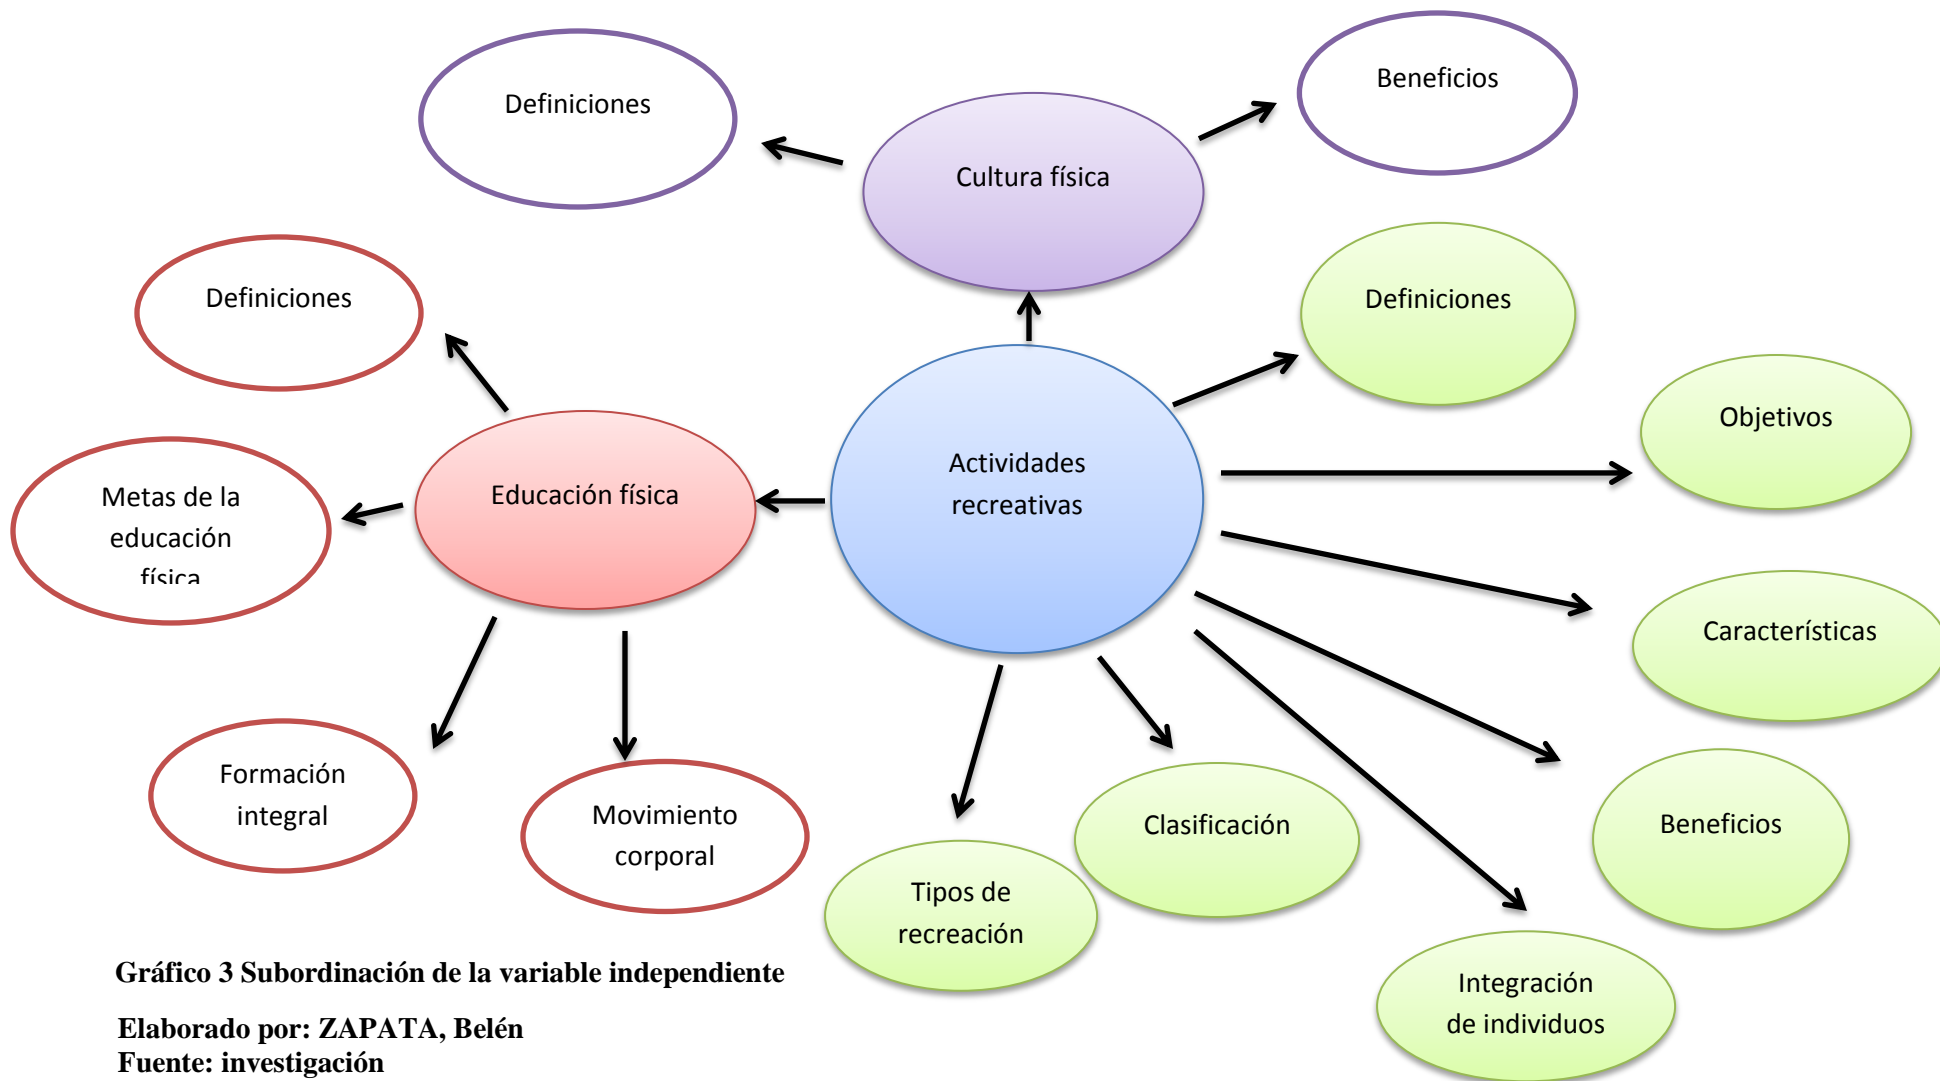 Beneficios
Definiciones
Cultura física
Definiciones
Definiciones
Objetivos
Actividades
recreativas
Educación física
Metas de la
educación
física
Características
Formación
integral
Movimiento
corporal
Clasificación
Beneficios
Tipos de
recreación
Integración
de individuos
Gráfico 3 Subordinación de la variable independiente
Elaborado por: ZAPATA, Belén
Fuente: investigación